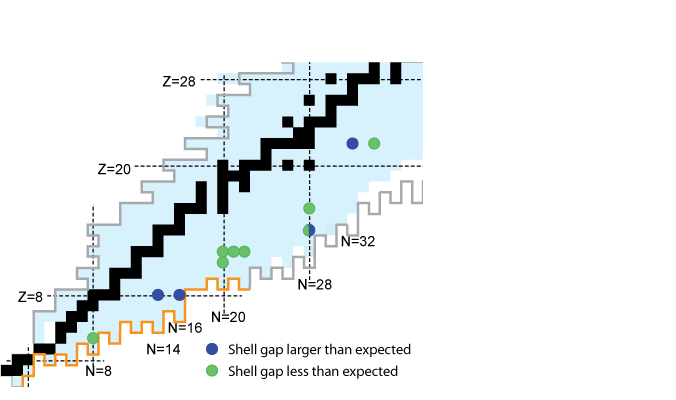 Z=28
Z=20
N=32
N=28
Z=8
N=20
N=16
N=14
Shell gap larger than expected
N=8
Shell gap less than expected